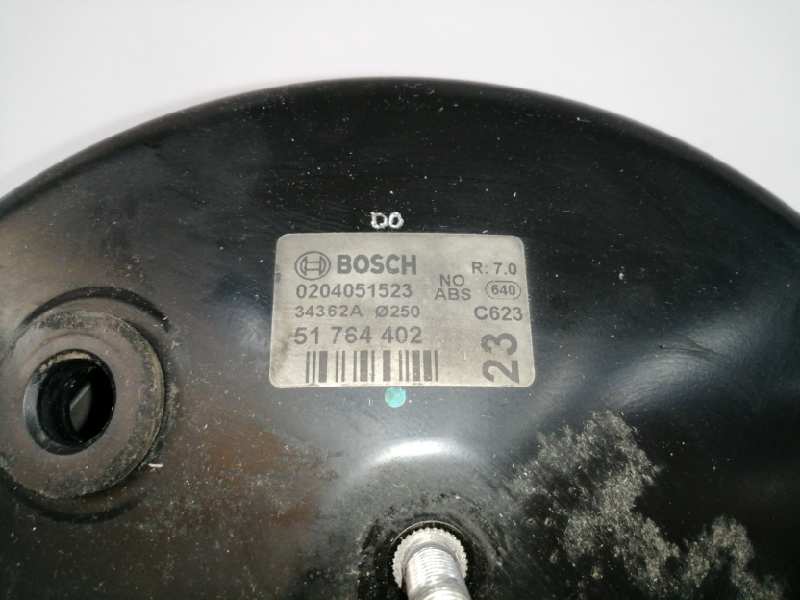 DO
BOSCH R: 7.0
0204051523 NO ABS 640
34362A Ø250 C623
51 764 402
23